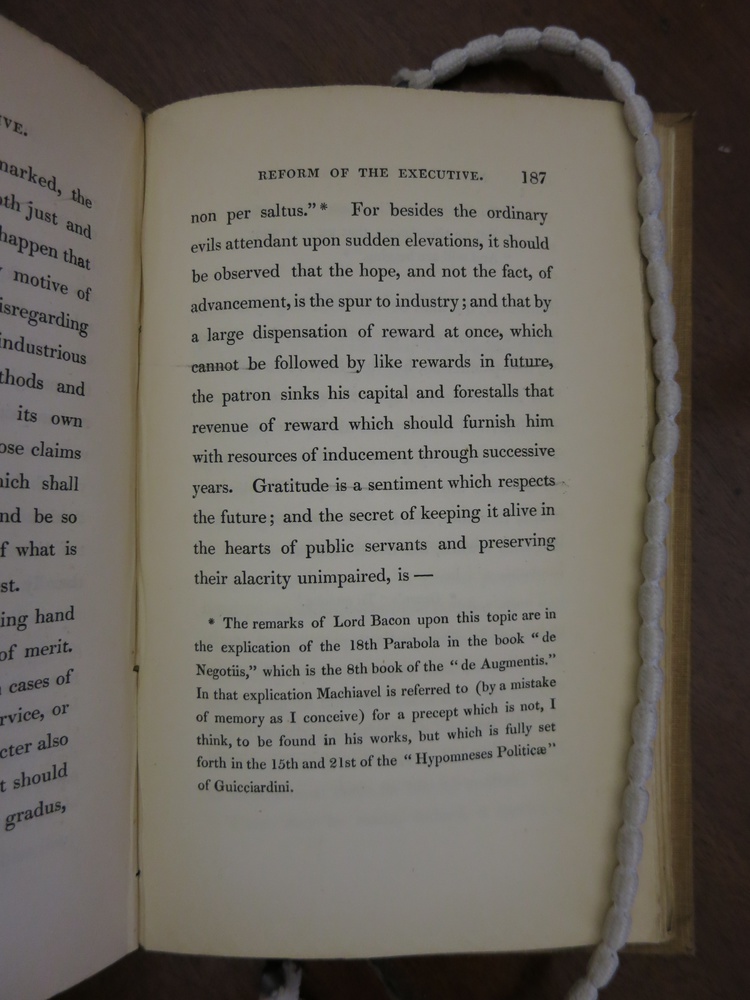 IVE.
marked, the
oth just and
happen that
motive of
isregarding
industrious
thods and
its own
ose claims
hich shall
nd be so
f what is
st.
ing hand
of merit.
cases of
rvice, or
cter also
t should
gradus,
REFORM OF THE EXECUTIVE. 187
non per saltus.”* For besides the ordinary
evils attendant upon sudden elevations, it should
be observed that the hope, and not the fact, of
advancement, is the spur to industry; and that by
a large dispensation of reward at once, which
cannot be followed by like rewards in future,
the patron sinks his capital and forestalls that
revenue of reward which should furnish him
with resources of inducement through successive
years. Gratitude is a sentiment which respects
the future; and the secret of keeping it alive in
the hearts of public servants and preserving
their alacrity unimpaired, is —
* The remarks of Lord Bacon upon this topic are in
the explication of the 18th Parabola in the book “de
Negotiis,” which is the 8th book of the “de Augmentis.”
In that explication Machiavel is referred to (by a mistake
of memory as I conceive) for a precept which is not, I
think, to be found in his works, but which is fully set
forth in the 15th and 21st of the “Hypomneses Politicæ”
of Guicciardini.